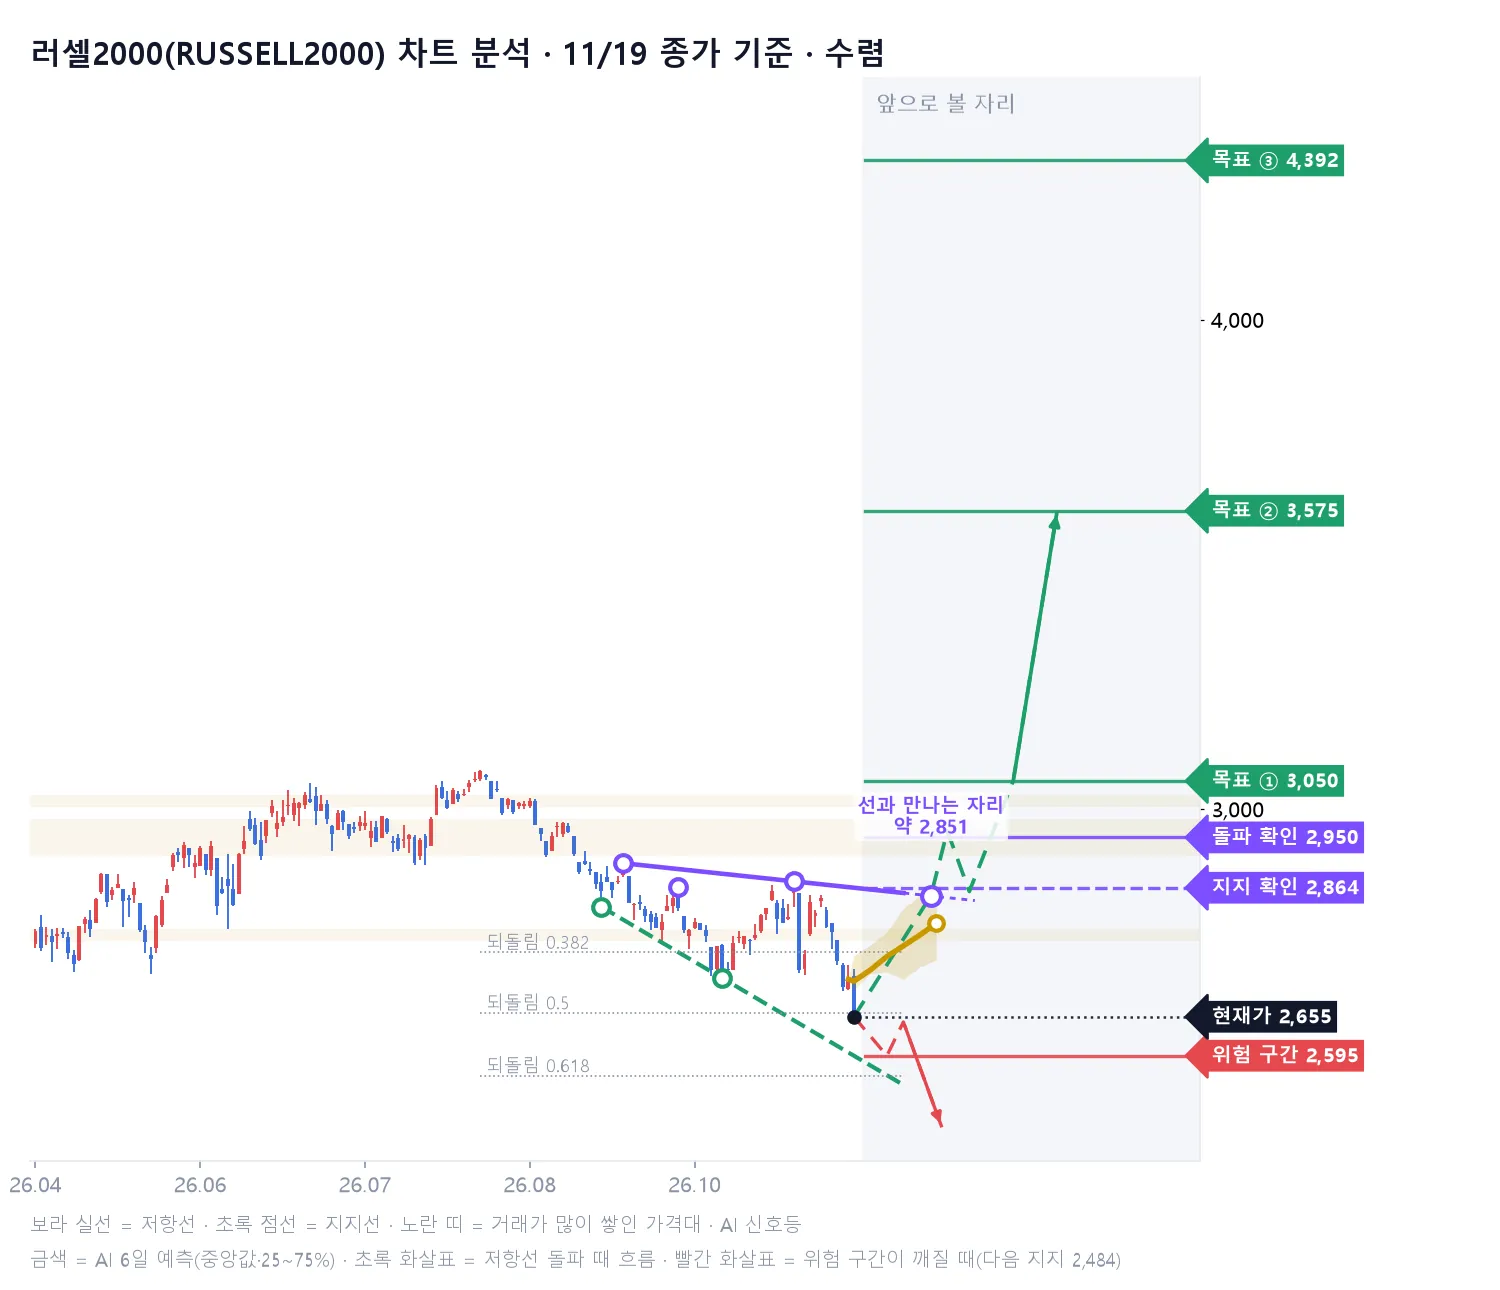 러셀2000(RUSSELL2000) 차트 분석 · 11/19 종가 기준 · 수렴
앞으로 볼 자리
목표 ③ 4,392
4,000
목표 ② 3,575
목표 ① 3,050
3,000
선과 만나는 자리
약 2,851
돌파 확인 2,950
지지 확인 2,864
되돌림 0.382
되돌림 0.5
현재가 2,655
위험 구간 2,595
되돌림 0.618
26.04 26.06 26.07 26.08 26.10
보라 실선 = 저항선 · 초록 점선 = 지지선 · 노란 띠 = 거래가 많이 쌓인 가격대 · AI 신호등
금색 = AI 6일 예측(중앙값·25~75%) · 초록 화살표 = 저항선 돌파 때 흐름 · 빨간 화살표 = 위험 구간이 깨질 때(다음 지지 2,484)